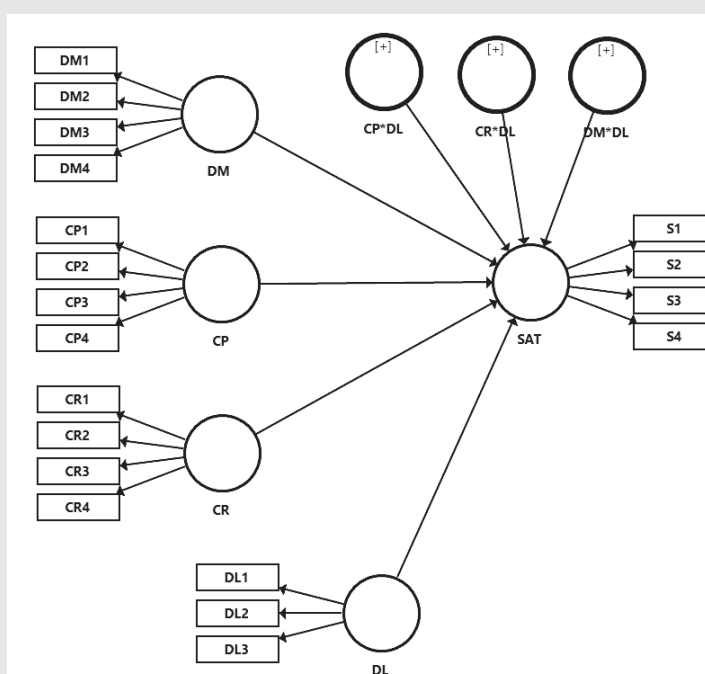 [+]
[+]
[+]
CP*DL
CR*DL
DM*DL
DM1
DM2
DM3
DM4
DM
CP1
CP2
CP3
CP4
CP
S1
S2
S3
S4
SAT
CR1
CR2
CR3
CR4
CR
DL1
DL2
DL3
DL